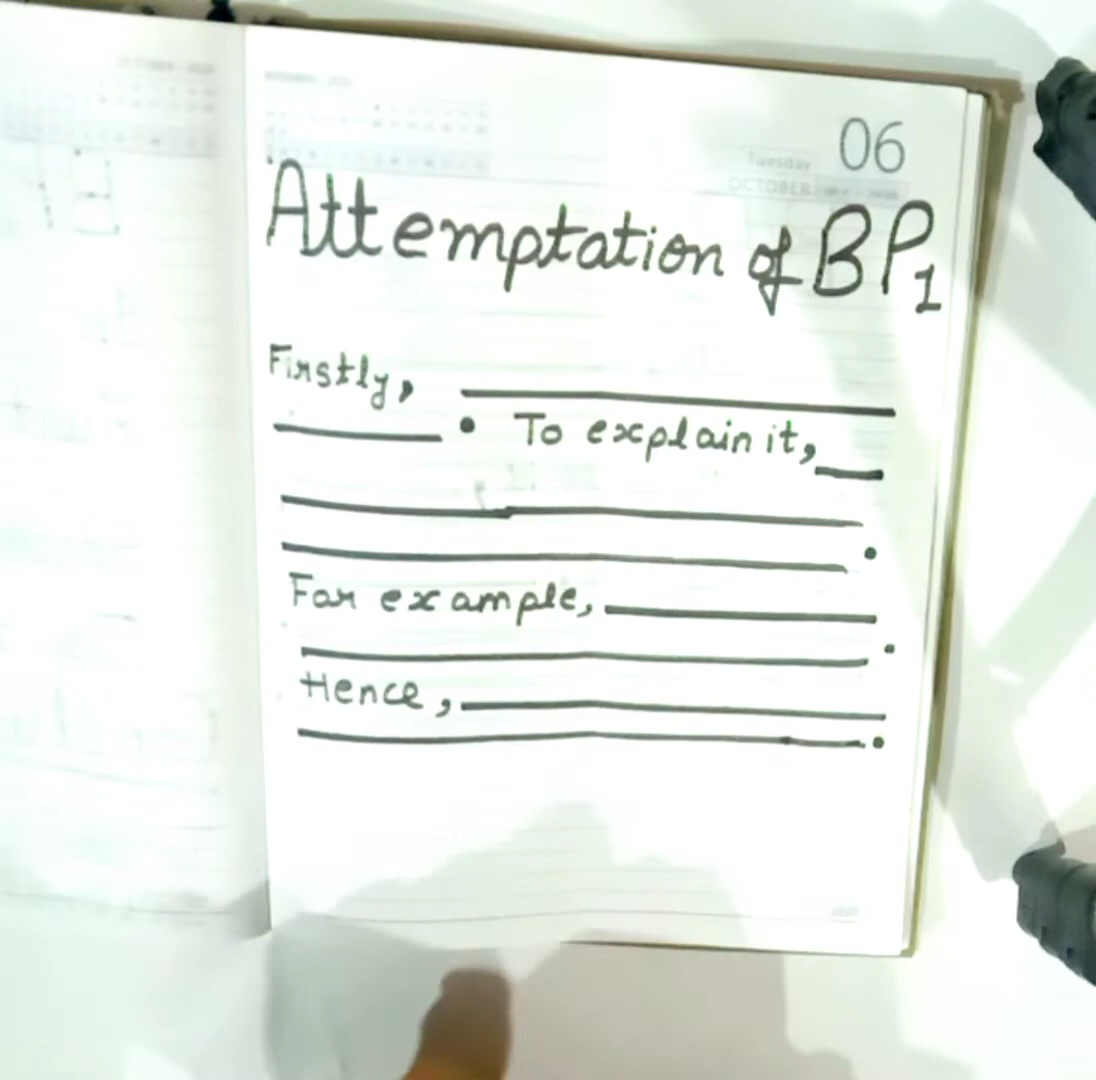 06
Tuesday
OCTOBER
Attemptation of BP1
Firstly, 
. To explain it,
.
For example,
.
Hence,
.